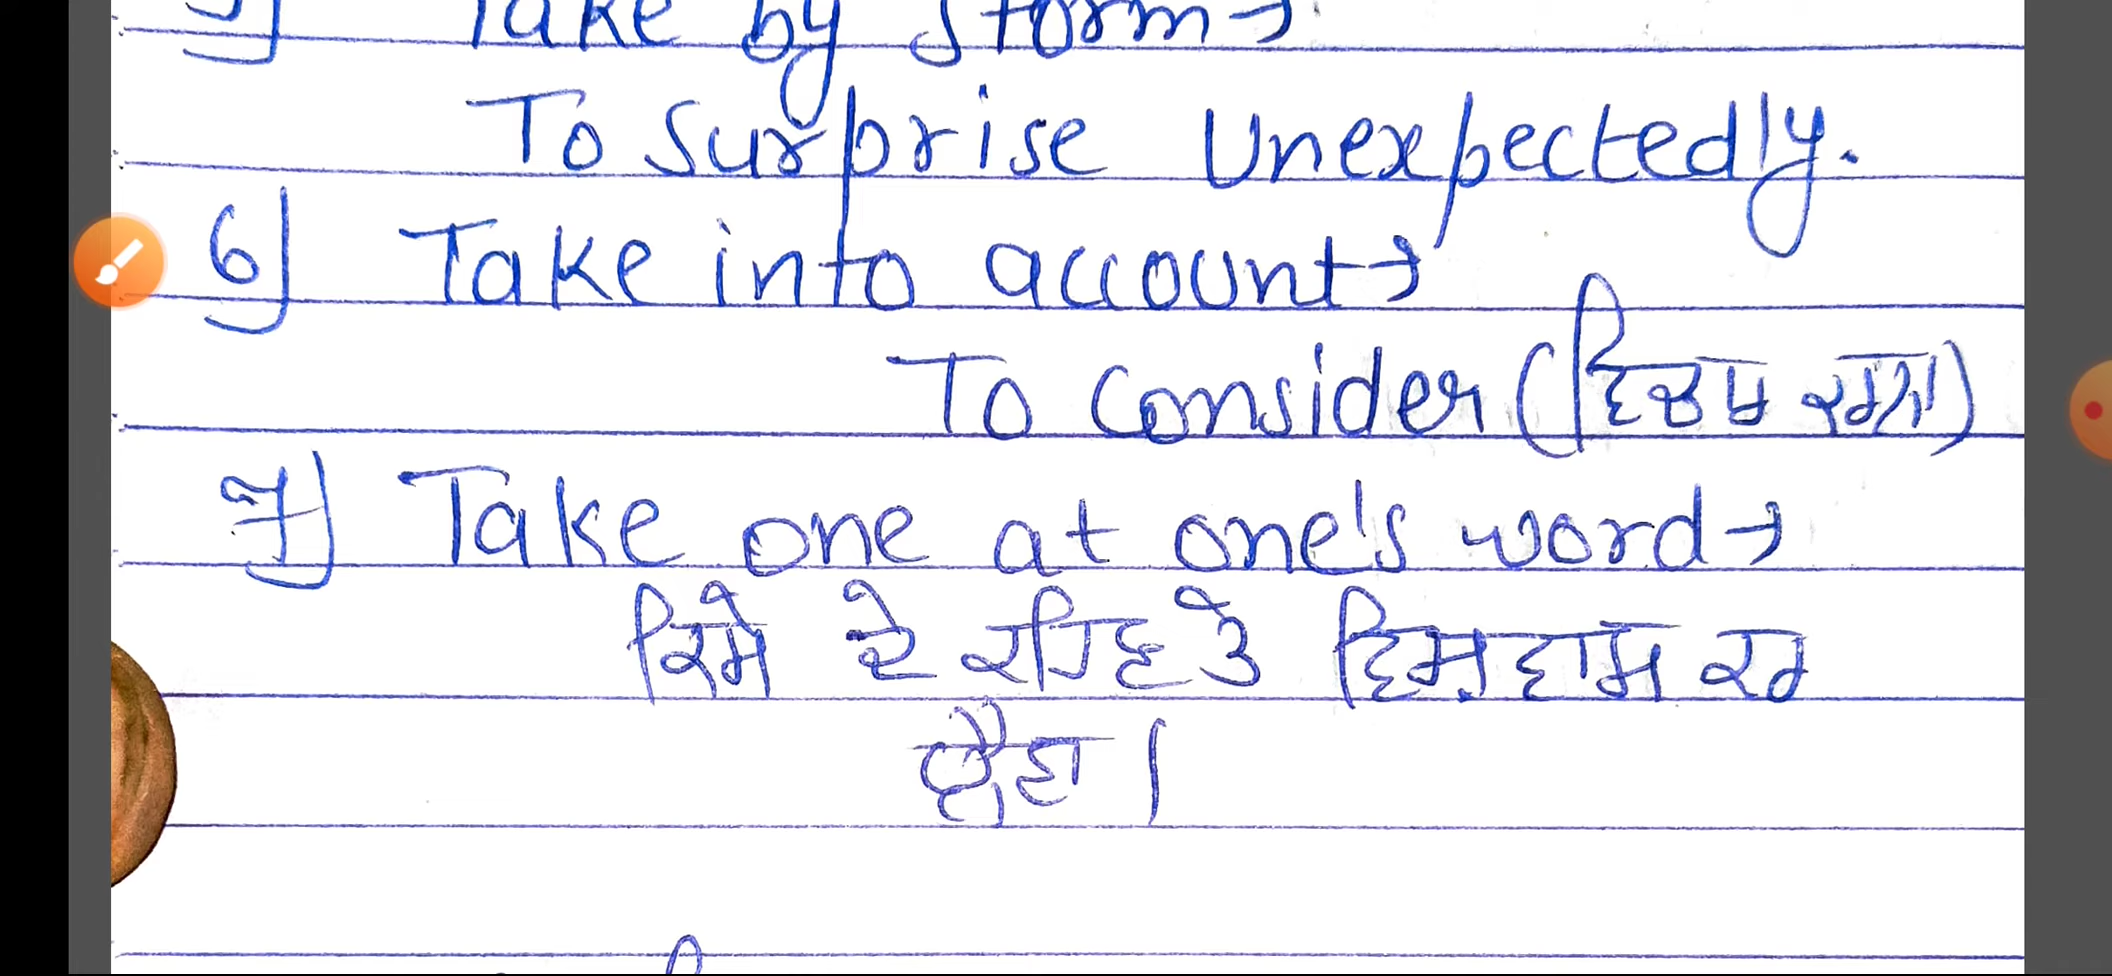 5) Take by storm→
To surprise Unexpectedly.
6) Take into account→
To Consider (
7) Take one at one's word→
ਕਿਸੇ ਦੇ ਕਹਿਣ ਤੇ ਵਿਸ਼ਵਾਸ ਕਰ
ਲੈਣਾ।